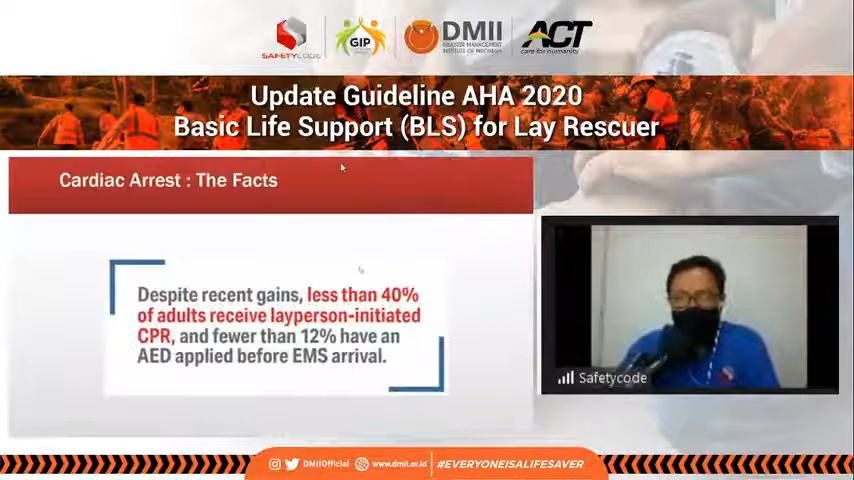 SAFETYCODE
GIP
DMII
DISASTER MANAGEMENT
INSTITUTE OF INDONESIA
ACT
care for humanity
Update Guideline AHA 2020
Basic Life Support (BLS) for Lay Rescuer
Cardiac Arrest : The Facts
Despite recent gains, less than 40%
of adults receive layperson-initiated
CPR, and fewer than 12% have an
AED applied before EMS arrival.
Safetycode
DMIIOfficial
www.dmii.or.id
#EVERYONEISALIFESAVER